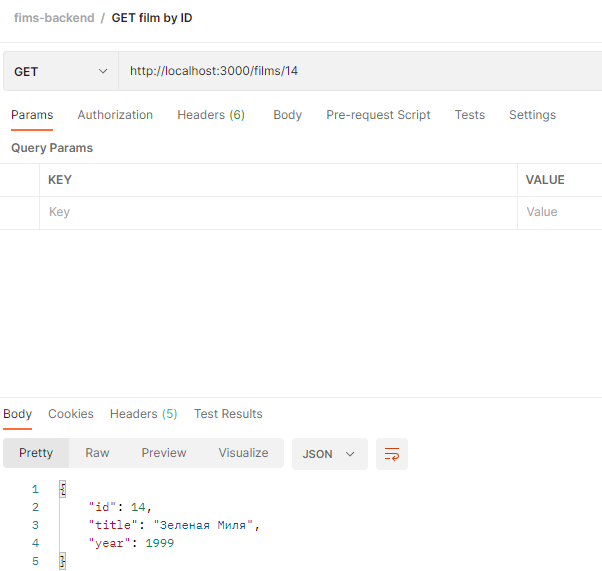 fims-backend / GET film by ID
GET http://localhost:3000/films/14
Params Authorization Headers (6) Body Pre-request Script Tests Settings
Query Params
KEY VALUE
Key Value
Body Cookies Headers (5) Test Results
Pretty Raw Preview Visualize JSON
1 {
2 "id": 14,
3 "title": "Зеленая Миля",
4 "year": 1999
5 }